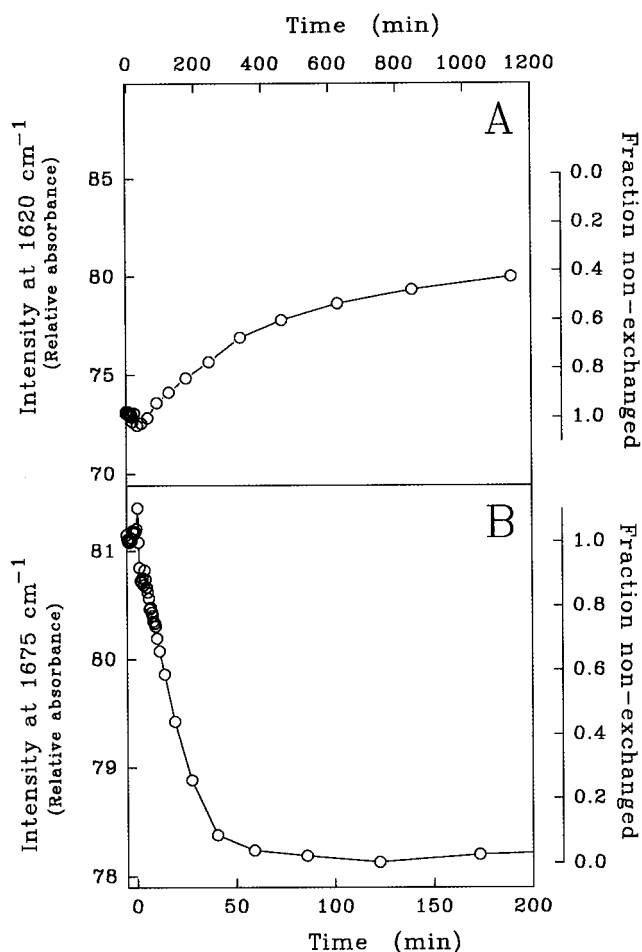 Time (min)
0 200 400 600 800 1000 1200
A
Intensity at 1620 cm⁻¹
(Relative absorbance)
85
80
75
70
Fraction non-exchanged
0.0
0.2
0.4
0.6
0.8
1.0
B
Intensity at 1675 cm⁻¹
(Relative absorbance)
81
80
79
78
Fraction non-exchanged
1.0
0.8
0.6
0.4
0.2
0.0
0 50 100 150 200
Time (min)